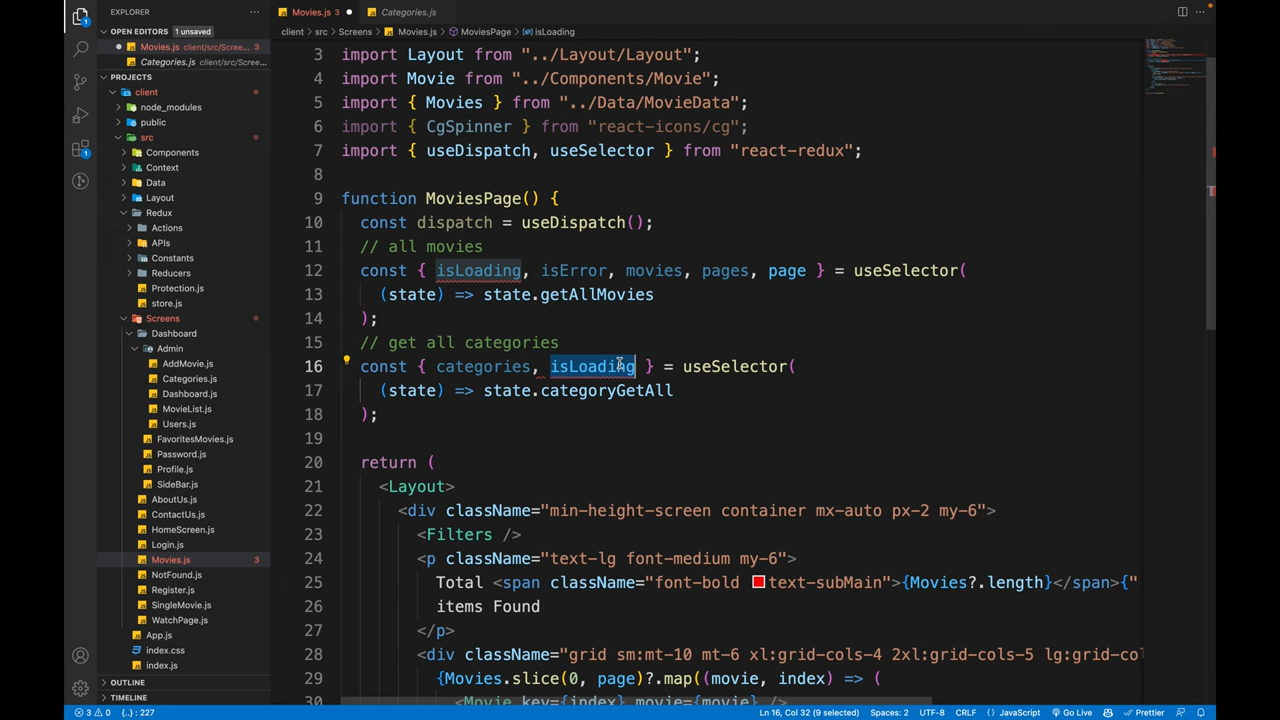 EXPLORER
OPEN EDITORS 1 unsaved
Movies.js client/src/Scree... 3
Categories.js client/src/Scree...
PROJECTS
client
node_modules
public
src
Components
Context
Data
Layout
Redux
Actions
APIs
Constants
Reducers
Protection.js
store.js
Screens
Dashboard
Admin
AddMovie.js
Categories.js
Dashboard.js
MovieList.js
Users.js
FavoritesMovies.js
Password.js
Profile.js
SideBar.js
AboutUs.js
ContactUs.js
HomeScreen.js
Login.js
Movies.js 3
NotFound.js
Register.js
SingleMovie.js
WatchPage.js
App.js
index.css
index.js
OUTLINE
TIMELINE
Movies.js 3 Categories.js
client > src > Screens > Movies.js > MoviesPage > isLoading
3 import Layout from "../Layout/Layout";
4 import Movie from "../Components/Movie";
5 import { Movies } from "../Data/MovieData";
6 import { CgSpinner } from "react-icons/cg";
7 import { useDispatch, useSelector } from "react-redux";
8
9 function MoviesPage() {
10 const dispatch = useDispatch();
11 // all movies
12 const { isLoading, isError, movies, pages, page } = useSelector(
13 (state) => state.getAllMovies
14 );
15 // get all categories
16 const { categories, isLoading } = useSelector(
17 (state) => state.categoryGetAll
18 );
19
20 return (
21 <Layout>
22 <div className="min-height-screen container mx-auto px-2 my-6">
23 <Filters />
24 <p className="text-lg font-medium my-6">
25 Total <span className="font-bold text-subMain">{Movies?.length}</span>{"
26 items Found
27 </p>
28 <div className="grid sm:mt-10 mt-6 xl:grid-cols-4 2xl:grid-cols-5 lg:grid-col
29 {Movies.slice(0, page)?.map((movie, index) => (
30 <Movie key={index} movie={movie} />
3 0 {..} : 227 Ln 16, Col 32 (9 selected) Spaces: 2 UTF-8 CRLF JavaScript Go Live Prettier